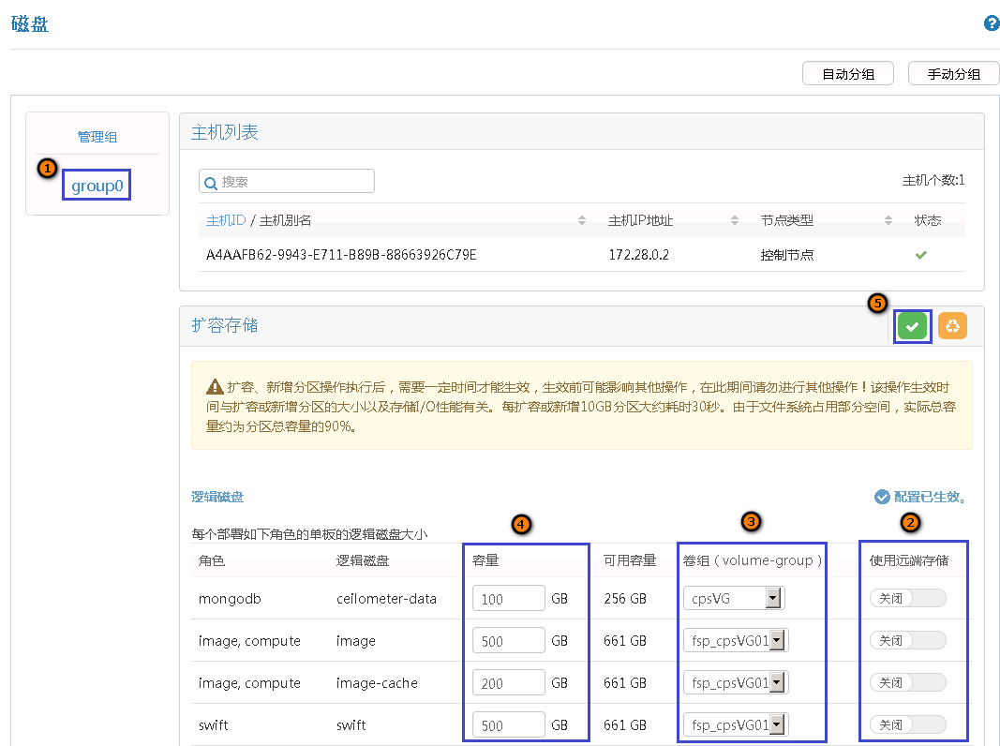 磁盘
?
自动分组 手动分组
管理组
1
group0
主机列表
搜索
主机个数:1
主机ID / 主机别名 主机IP地址 节点类型 状态
A4AAFB62-9943-E711-B89B-88663926C79E 172.28.0.2 控制节点
5
扩容存储
扩容、新增分区操作执行后，需要一定时间才能生效，生效前可能影响其他操作，在此期间请勿进行其他操作！该操作生效时
间与扩容或新增分区的大小以及存储I/O性能有关。每扩容或新增10GB分区大约耗时30秒。由于文件系统占用部分空间，实际总容
量约为分区总容量的90%。
逻辑磁盘 配置已生效。
4 3 2
每个部署如下角色的单板的逻辑磁盘大小
角色 逻辑磁盘 容量 可用容量 卷组（volume-group） 使用远端存储
mongodb ceilometer-data 100 GB 256 GB cpsVG 关闭
image, compute image 500 GB 661 GB fsp_cpsVG01 关闭
image, compute image-cache 200 GB 661 GB fsp_cpsVG01 关闭
swift swift 500 GB 661 GB fsp_cpsVG01 关闭